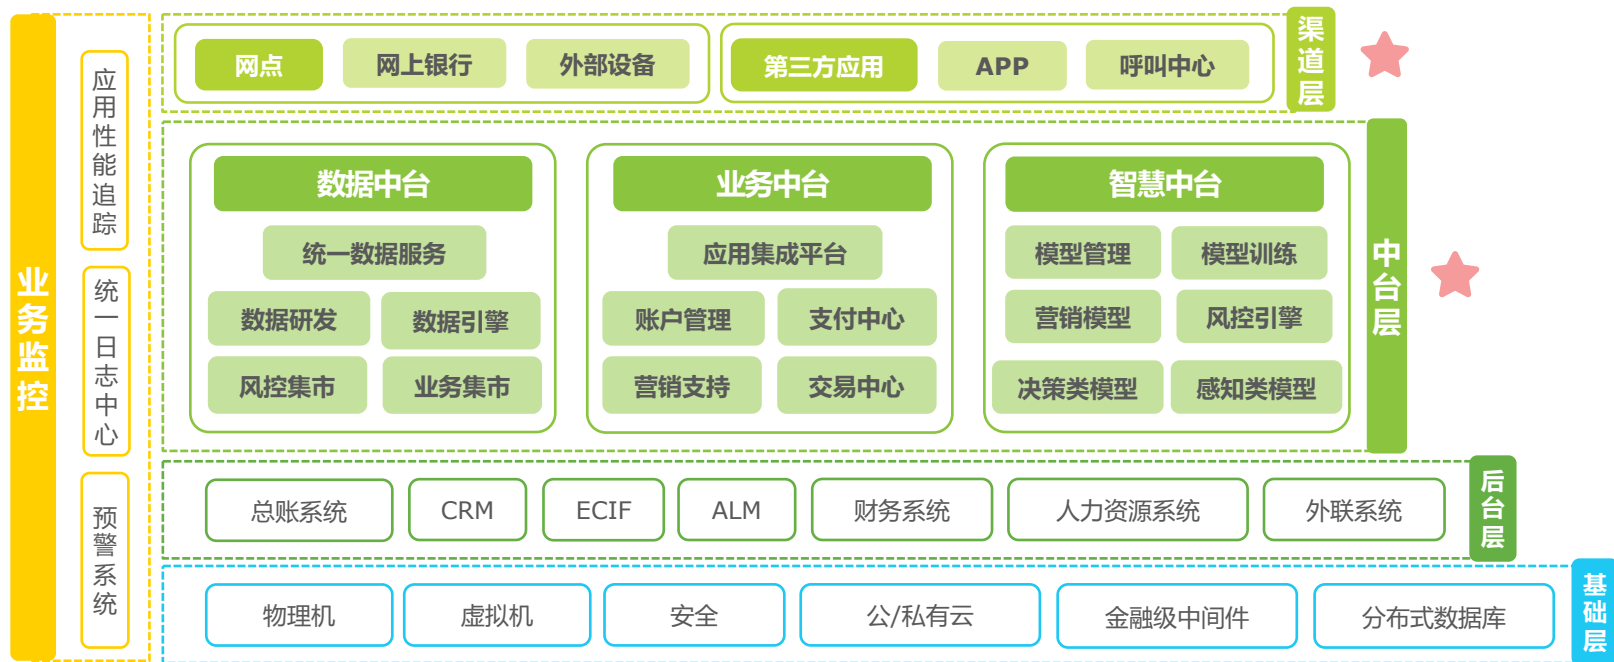 业务监控
应用性能追踪
统一日志中心
预警系统
网点
网上银行
外部设备
第三方应用
APP
呼叫中心
渠道层
数据中台
统一数据服务
数据研发
数据引擎
风控集市
业务集市
业务中台
应用集成平台
账户管理
支付中心
营销支持
交易中心
智慧中台
模型管理
模型训练
营销模型
风控引擎
决策类模型
感知类模型
中台层
总账系统
CRM
ECIF
ALM
财务系统
人力资源系统
外联系统
后台层
物理机
虚拟机
安全
公/私有云
金融级中间件
分布式数据库
基础层